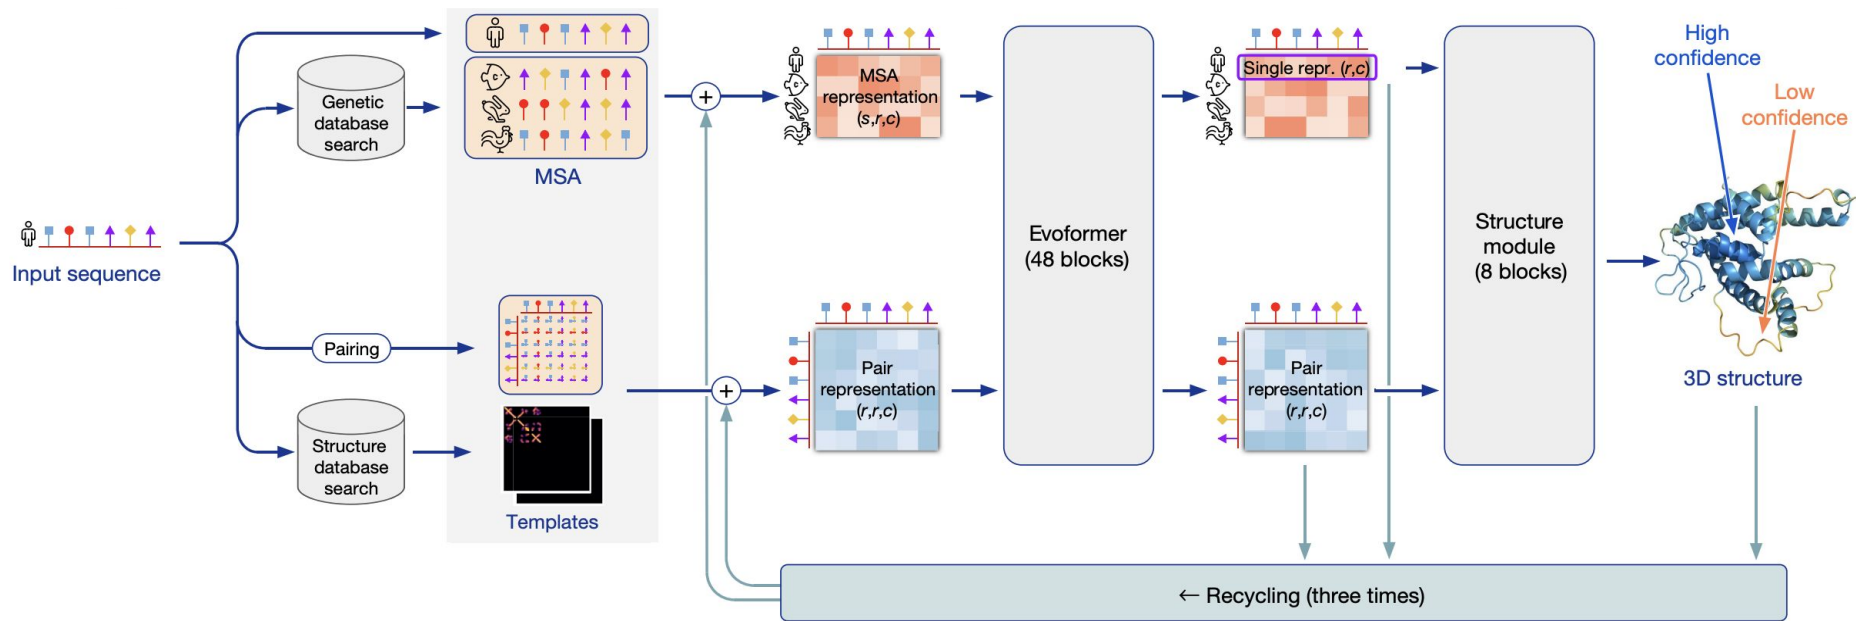 Input sequence
Genetic
database
search
Pairing
Structure
database
search
MSA
Templates
+
+
MSA
representation
(s,r,c)
Pair
representation
(r,r,c)
Evoformer
(48 blocks)
Single repr. (r,c)
Pair
representation
(r,r,c)
Structure
module
(8 blocks)
High
confidence
Low
confidence
3D structure
← Recycling (three times)